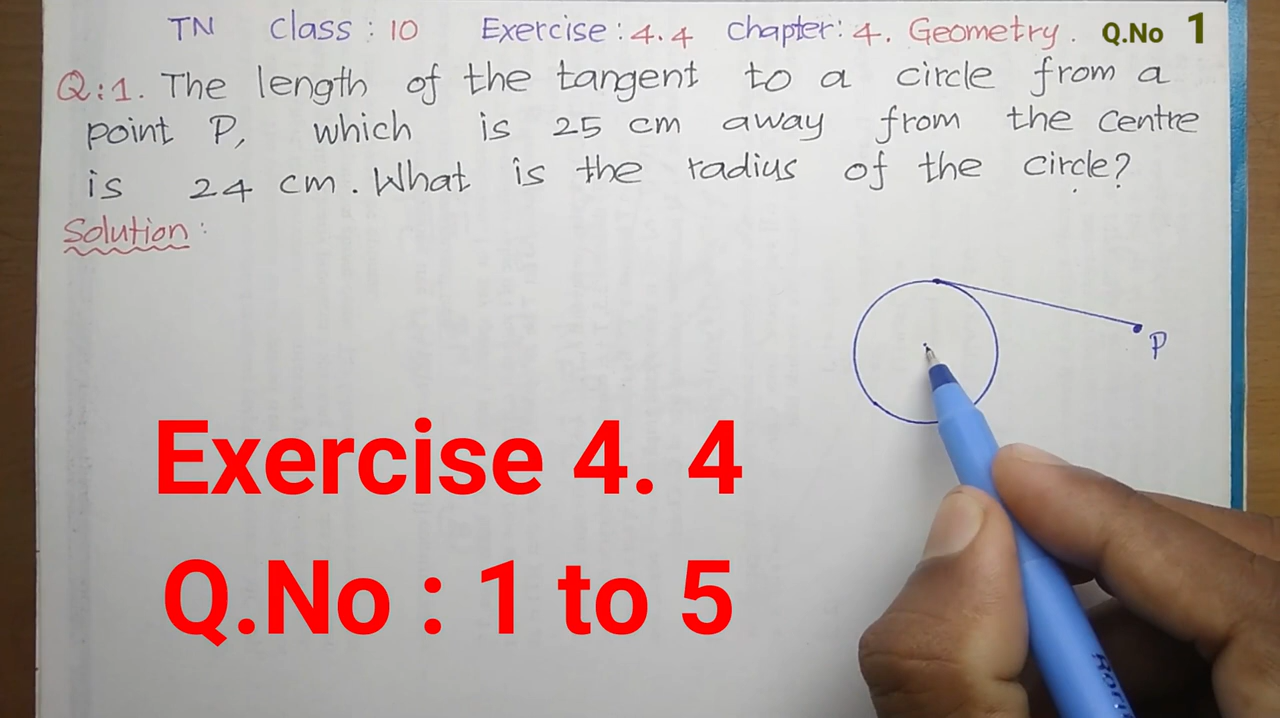 TN Class : 10 Exercise : 4.4 Chapter: 4. Geometry. Q.No 1
Q:1. The length of the tangent to a circle from a
point P, which is 25 cm away from the centre
is 24 cm. What is the radius of the circle?
Solution :
P
Exercise 4. 4
Q.No : 1 to 5